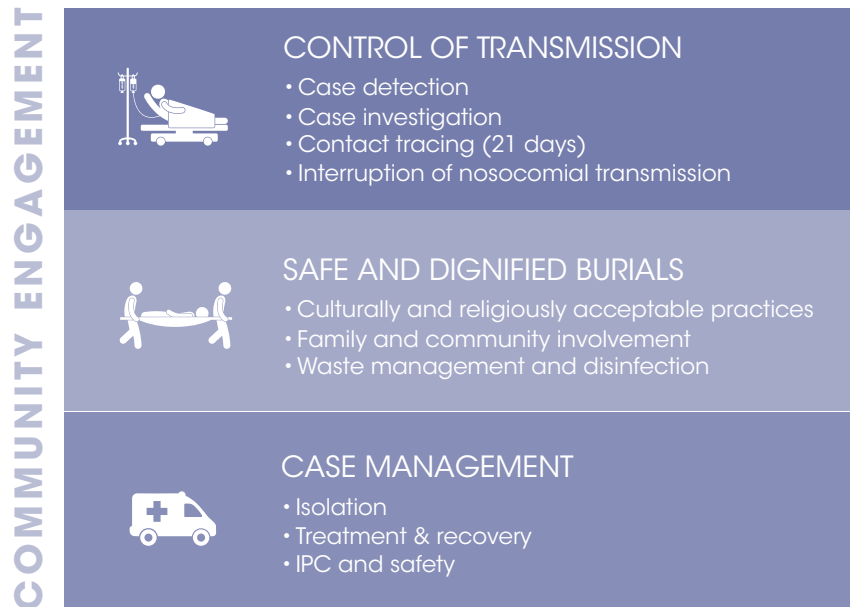 COMMUNITY ENGAGEMENT
CONTROL OF TRANSMISSION
• Case detection
• Case investigation
• Contact tracing (21 days)
• Interruption of nosocomial transmission
SAFE AND DIGNIFIED BURIALS
• Culturally and religiously acceptable practices
• Family and community involvement
• Waste management and disinfection
CASE MANAGEMENT
• Isolation
• Treatment & recovery
• IPC and safety